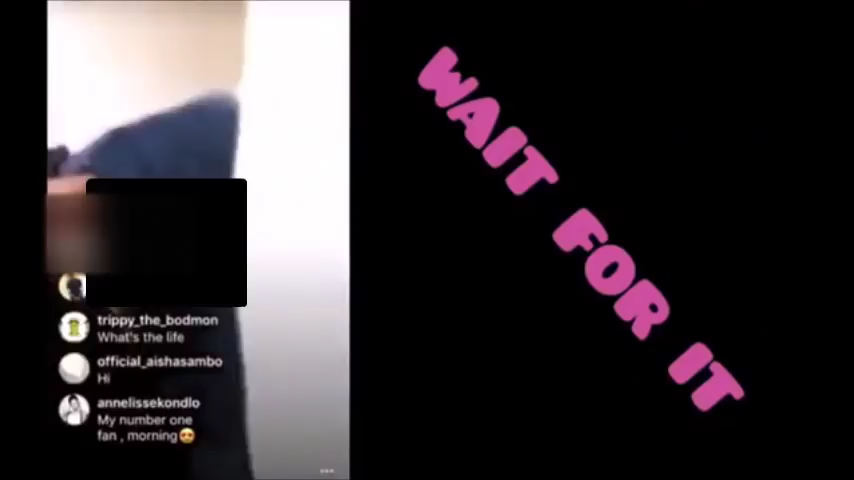 trippy_the_bodmon
What's the life
official_aishasambo
Hi
annelissekondlo
My number one
fan , morning😍
WAIT FOR IT